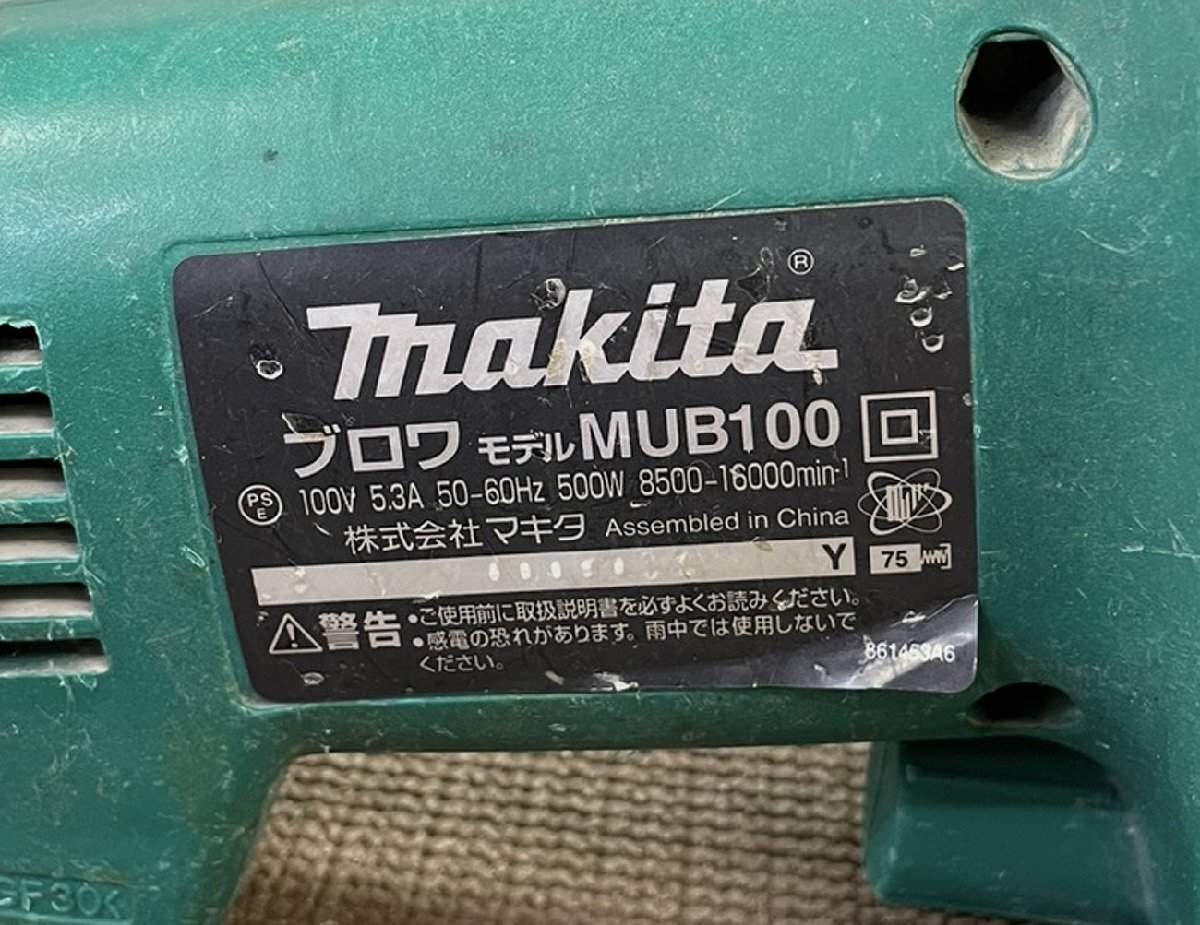 makita®
ブロワ モデル MUB100
PSE 100V 5.3A 50-60Hz 500W 8500-16000min-1
株式会社マキタ Assembled in China
Y 75
警告 •ご使用前に取扱説明書を必ずよくお読みください。
•感電の恐れがあります。雨中では使用しないで
ください。
861453A6
GF30<